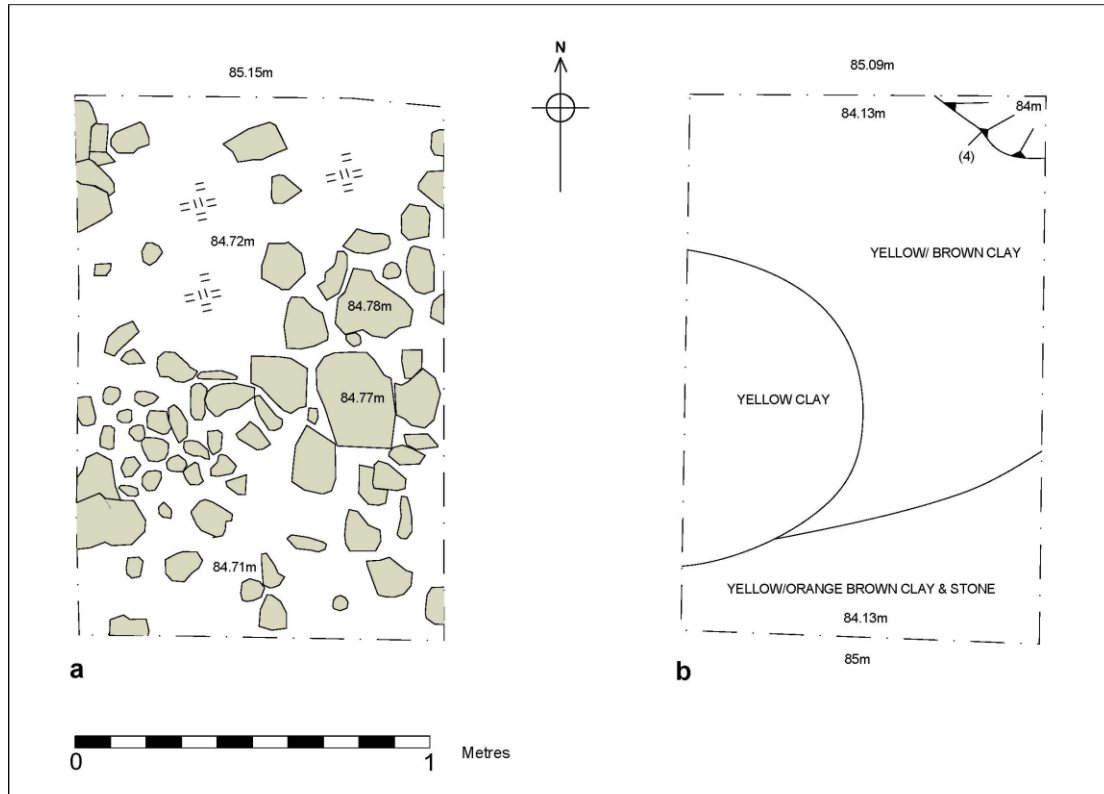 85.15m
84.72m
84.78m
84.77m
84.71m
a
N
85.09m
84.13m
84m
(4)
YELLOW/ BROWN CLAY
YELLOW CLAY
YELLOW/ORANGE BROWN CLAY & STONE
84.13m
85m
b
0
1
Metres